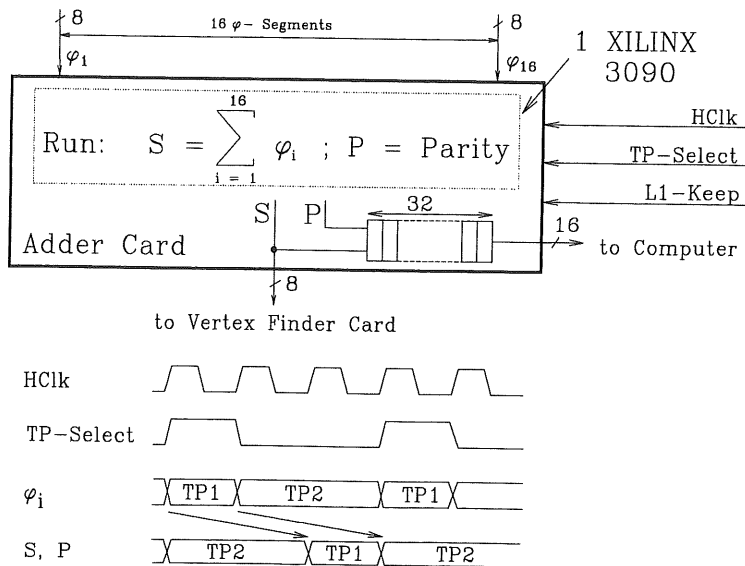 8
16 φ- Segments
8
φ1
φ16
1 XILINX
3090
16
Run: S = ∑ φi ; P = Parity
i = 1
HClk
TP-Select
L1-Keep
S
P
32
16
Adder Card
to Computer
8
to Vertex Finder Card
HClk
TP-Select
φi
TP1
TP2
TP1
S, P
TP2
TP1
TP2